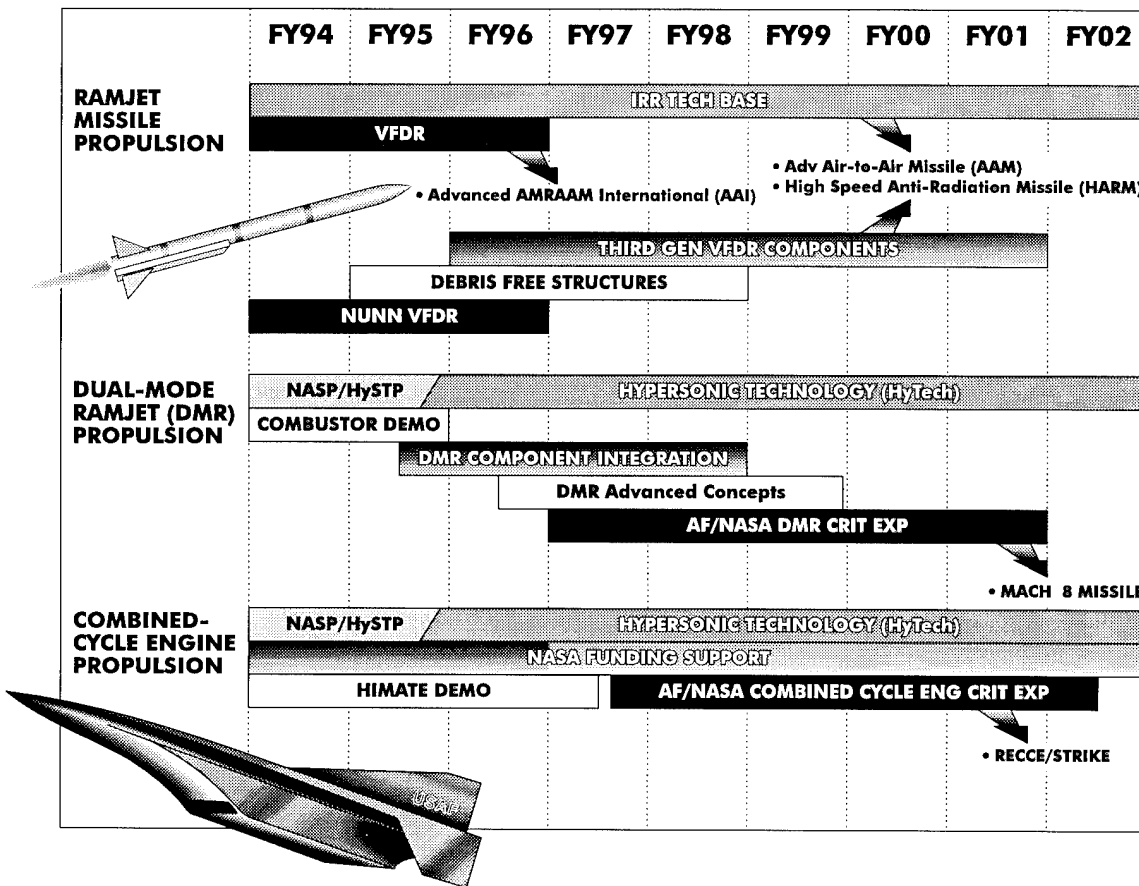 FY94 FY95 FY96 FY97 FY98 FY99 FY00 FY01 FY02
RAMJET
MISSILE
PROPULSION
IRR TECH BASE
VFDR
• Advanced AMRAAM International (AAI)
• Adv Air-to-Air Missile (AAM)
• High Speed Anti-Radiation Missile (HARM)
THIRD GEN VFDR COMPONENTS
DEBRIS FREE STRUCTURES
NUNN VFDR
DUAL-MODE
RAMJET (DMR)
PROPULSION
NASP/HySTP
HYPERSONIC TECHNOLOGY (HyTech)
COMBUSTOR DEMO
DMR COMPONENT INTEGRATION
DMR Advanced Concepts
AF/NASA DMR CRIT EXP
• MACH 8 MISSILE
COMBINED-
CYCLE ENGINE
PROPULSION
NASP/HySTP
HYPERSONIC TECHNOLOGY (HyTech)
NASA FUNDING SUPPORT
HIMATE DEMO
AF/NASA COMBINED CYCLE ENG CRIT EXP
• RECCE/STRIKE
USAF